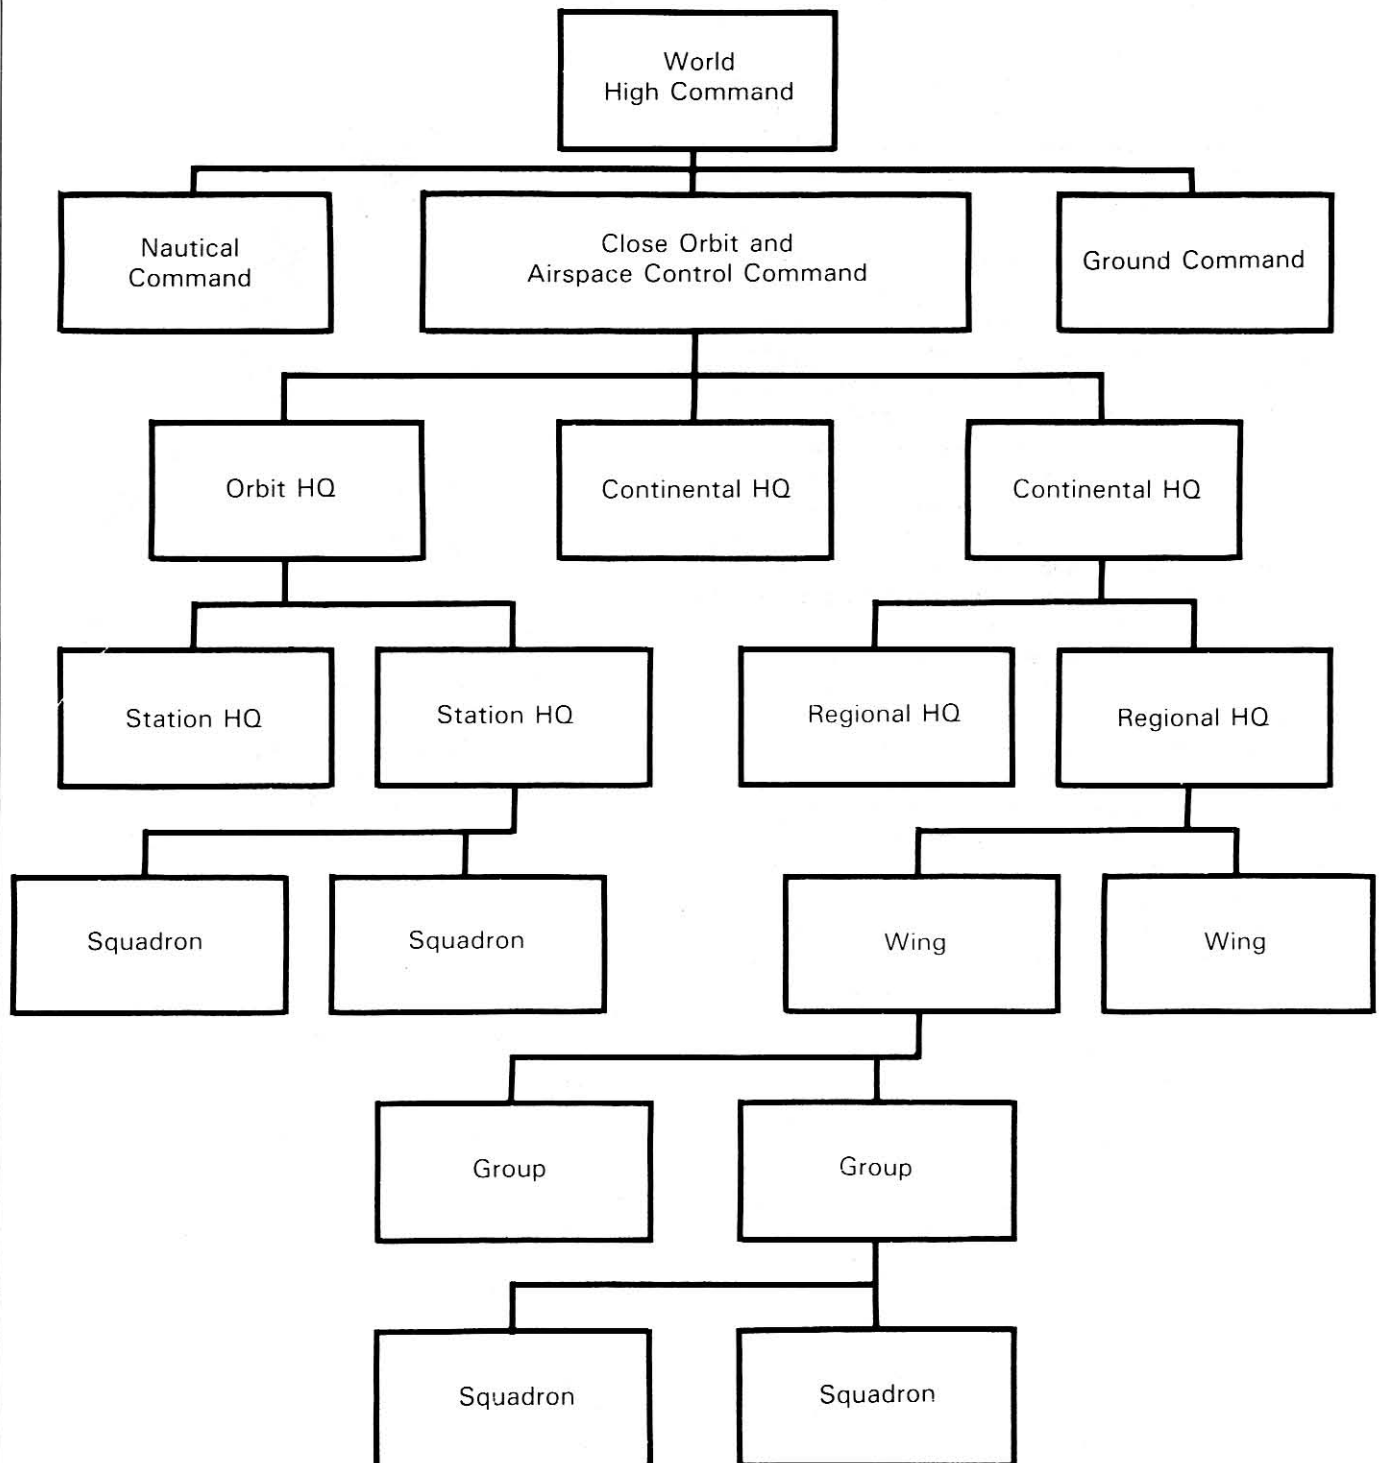 World
High Command
Nautical
Command
Close Orbit and
Airspace Control Command
Ground Command
Orbit HQ
Continental HQ
Continental HQ
Station HQ
Station HQ
Regional HQ
Regional HQ
Squadron
Squadron
Wing
Wing
Group
Group
Squadron
Squadron